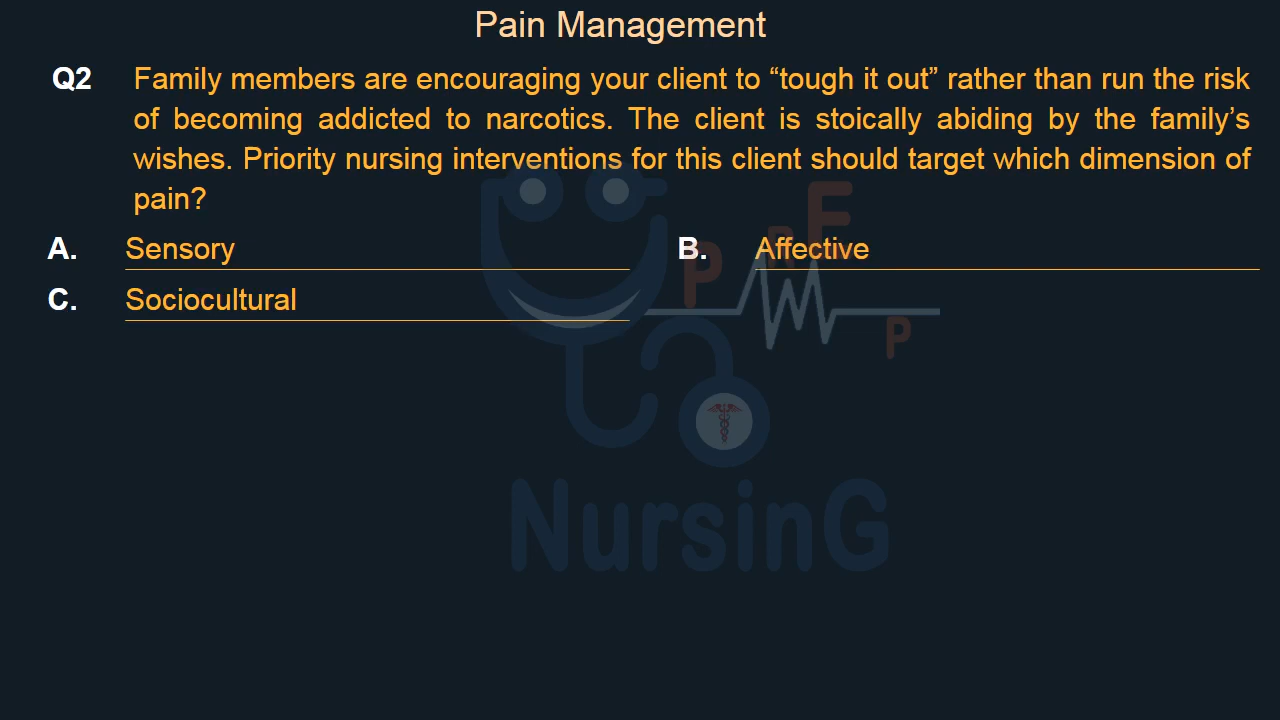 Pain Management
Q2 Family members are encouraging your client to “tough it out” rather than run the risk
of becoming addicted to narcotics. The client is stoically abiding by the family’s
wishes. Priority nursing interventions for this client should target which dimension of
pain?
A. Sensory B. Affective
C. Sociocultural
P R F
P
NursinG